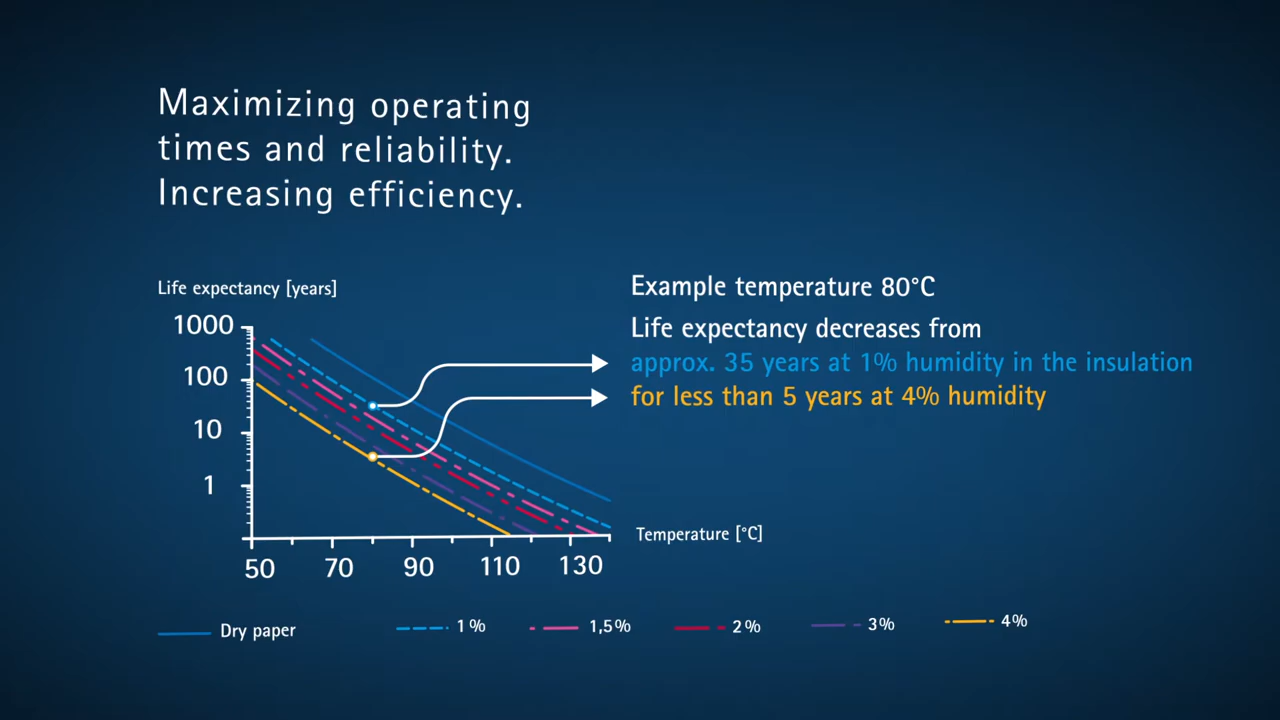 Maximizing operating
times and reliability.
Increasing efficiency.
Life expectancy [years]
1000
100
10
1
50 70 90 110 130
Temperature [°C]
Example temperature 80°C
Life expectancy decreases from
approx. 35 years at 1% humidity in the insulation
for less than 5 years at 4% humidity
Dry paper 1% 1,5% 2% 3% 4%